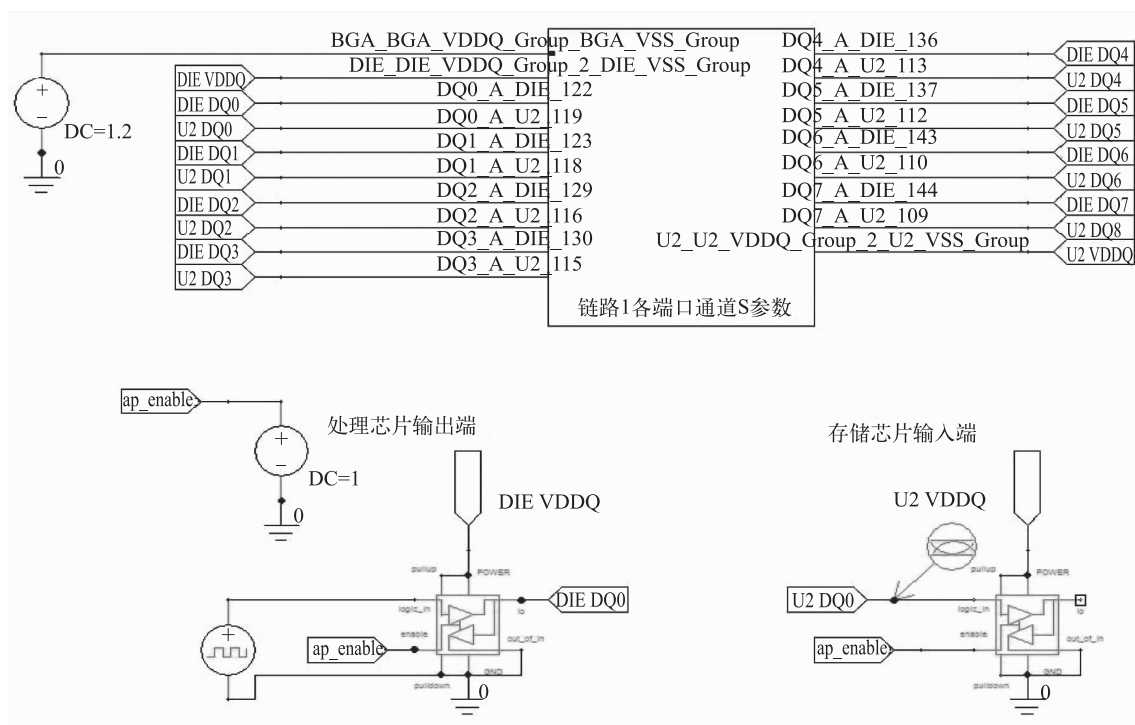 BGA_BGA_VDDQ_Group_BGA_VSS_Group
DIE_DIE_VDDQ_Group_2_DIE_VSS_Group
DIE VDDQ
DQ0_A_DIE_122
DIE DQ0
DQ0_A_U2_119
U2 DQ0
DQ1_A_DIE_123
DIE DQ1
DQ1_A_U2_118
U2 DQ1
DQ2_A_DIE_129
DIE DQ2
DQ2_A_U2_116
U2 DQ2
DQ3_A_DIE_130
DIE DQ3
DQ3_A_U2_115
U2 DQ3
+
−
DC=1.2
0
DQ4_A_DIE_136
DIE DQ4
DQ4_A_U2_113
U2 DQ4
DQ5_A_DIE_137
DIE DQ5
DQ5_A_U2_112
U2 DQ5
DQ6_A_DIE_143
DIE DQ6
DQ6_A_U2_110
U2 DQ6
DQ7_A_DIE_144
DIE DQ7
DQ7_A_U2_109
U2 DQ8
U2_U2_VDDQ_Group_2_U2_VSS_Group
U2 VDDQ
链路1各端口通道S参数
ap_enable
+
−
DC=1
0
处理芯片输出端
DIE VDDQ
pullup
POWER
logic_in
io
DIE DQ0
+
enable
ap_enable
out_of_in
pulldown
GND
0
存储芯片输入端
U2 VDDQ
pullup
POWER
U2 DQ0
logic_in
io
ap_enable
enable
out_of_in
pulldown
GND
0